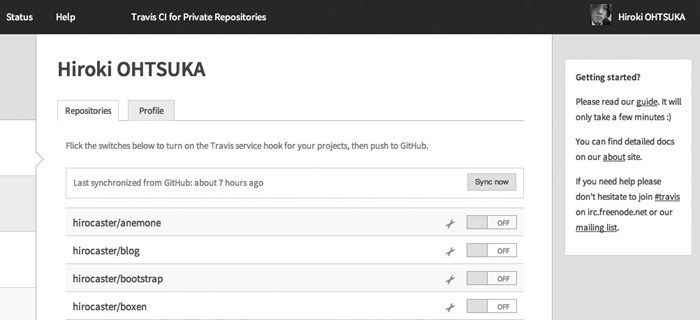 Status Help Travis CI for Private Repositories Hiroki OHTSUKA
Hiroki OHTSUKA
Repositories Profile
Flick the switches below to turn on the Travis service hook for your projects, then push to GitHub.
Last synchronized from GitHub: about 7 hours ago Sync now
hirocaster/anemone OFF
hirocaster/blog OFF
hirocaster/bootstrap OFF
hirocaster/boxen OFF
Getting started?
Please read our guide. It will
only take a few minutes :)
You can find detailed docs
on our about site.
If you need help please
don't hesitate to join #travis
on irc.freenode.net or our
mailing list.